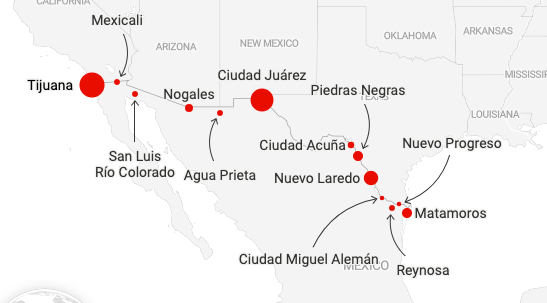 CALIFORNIA
Mexicali
ARIZONA
NEW MEXICO
OKLAHOMA
ARKANSAS
MISSISSIP
Tijuana
Nogales
Ciudad Juárez
Piedras Negras
TEXAS
LOUISIANA
San Luis
Río Colorado
Agua Prieta
Ciudad Acuña
Nuevo Progreso
Nuevo Laredo
Matamoros
Ciudad Miguel Alemán
MEXICO
Reynosa